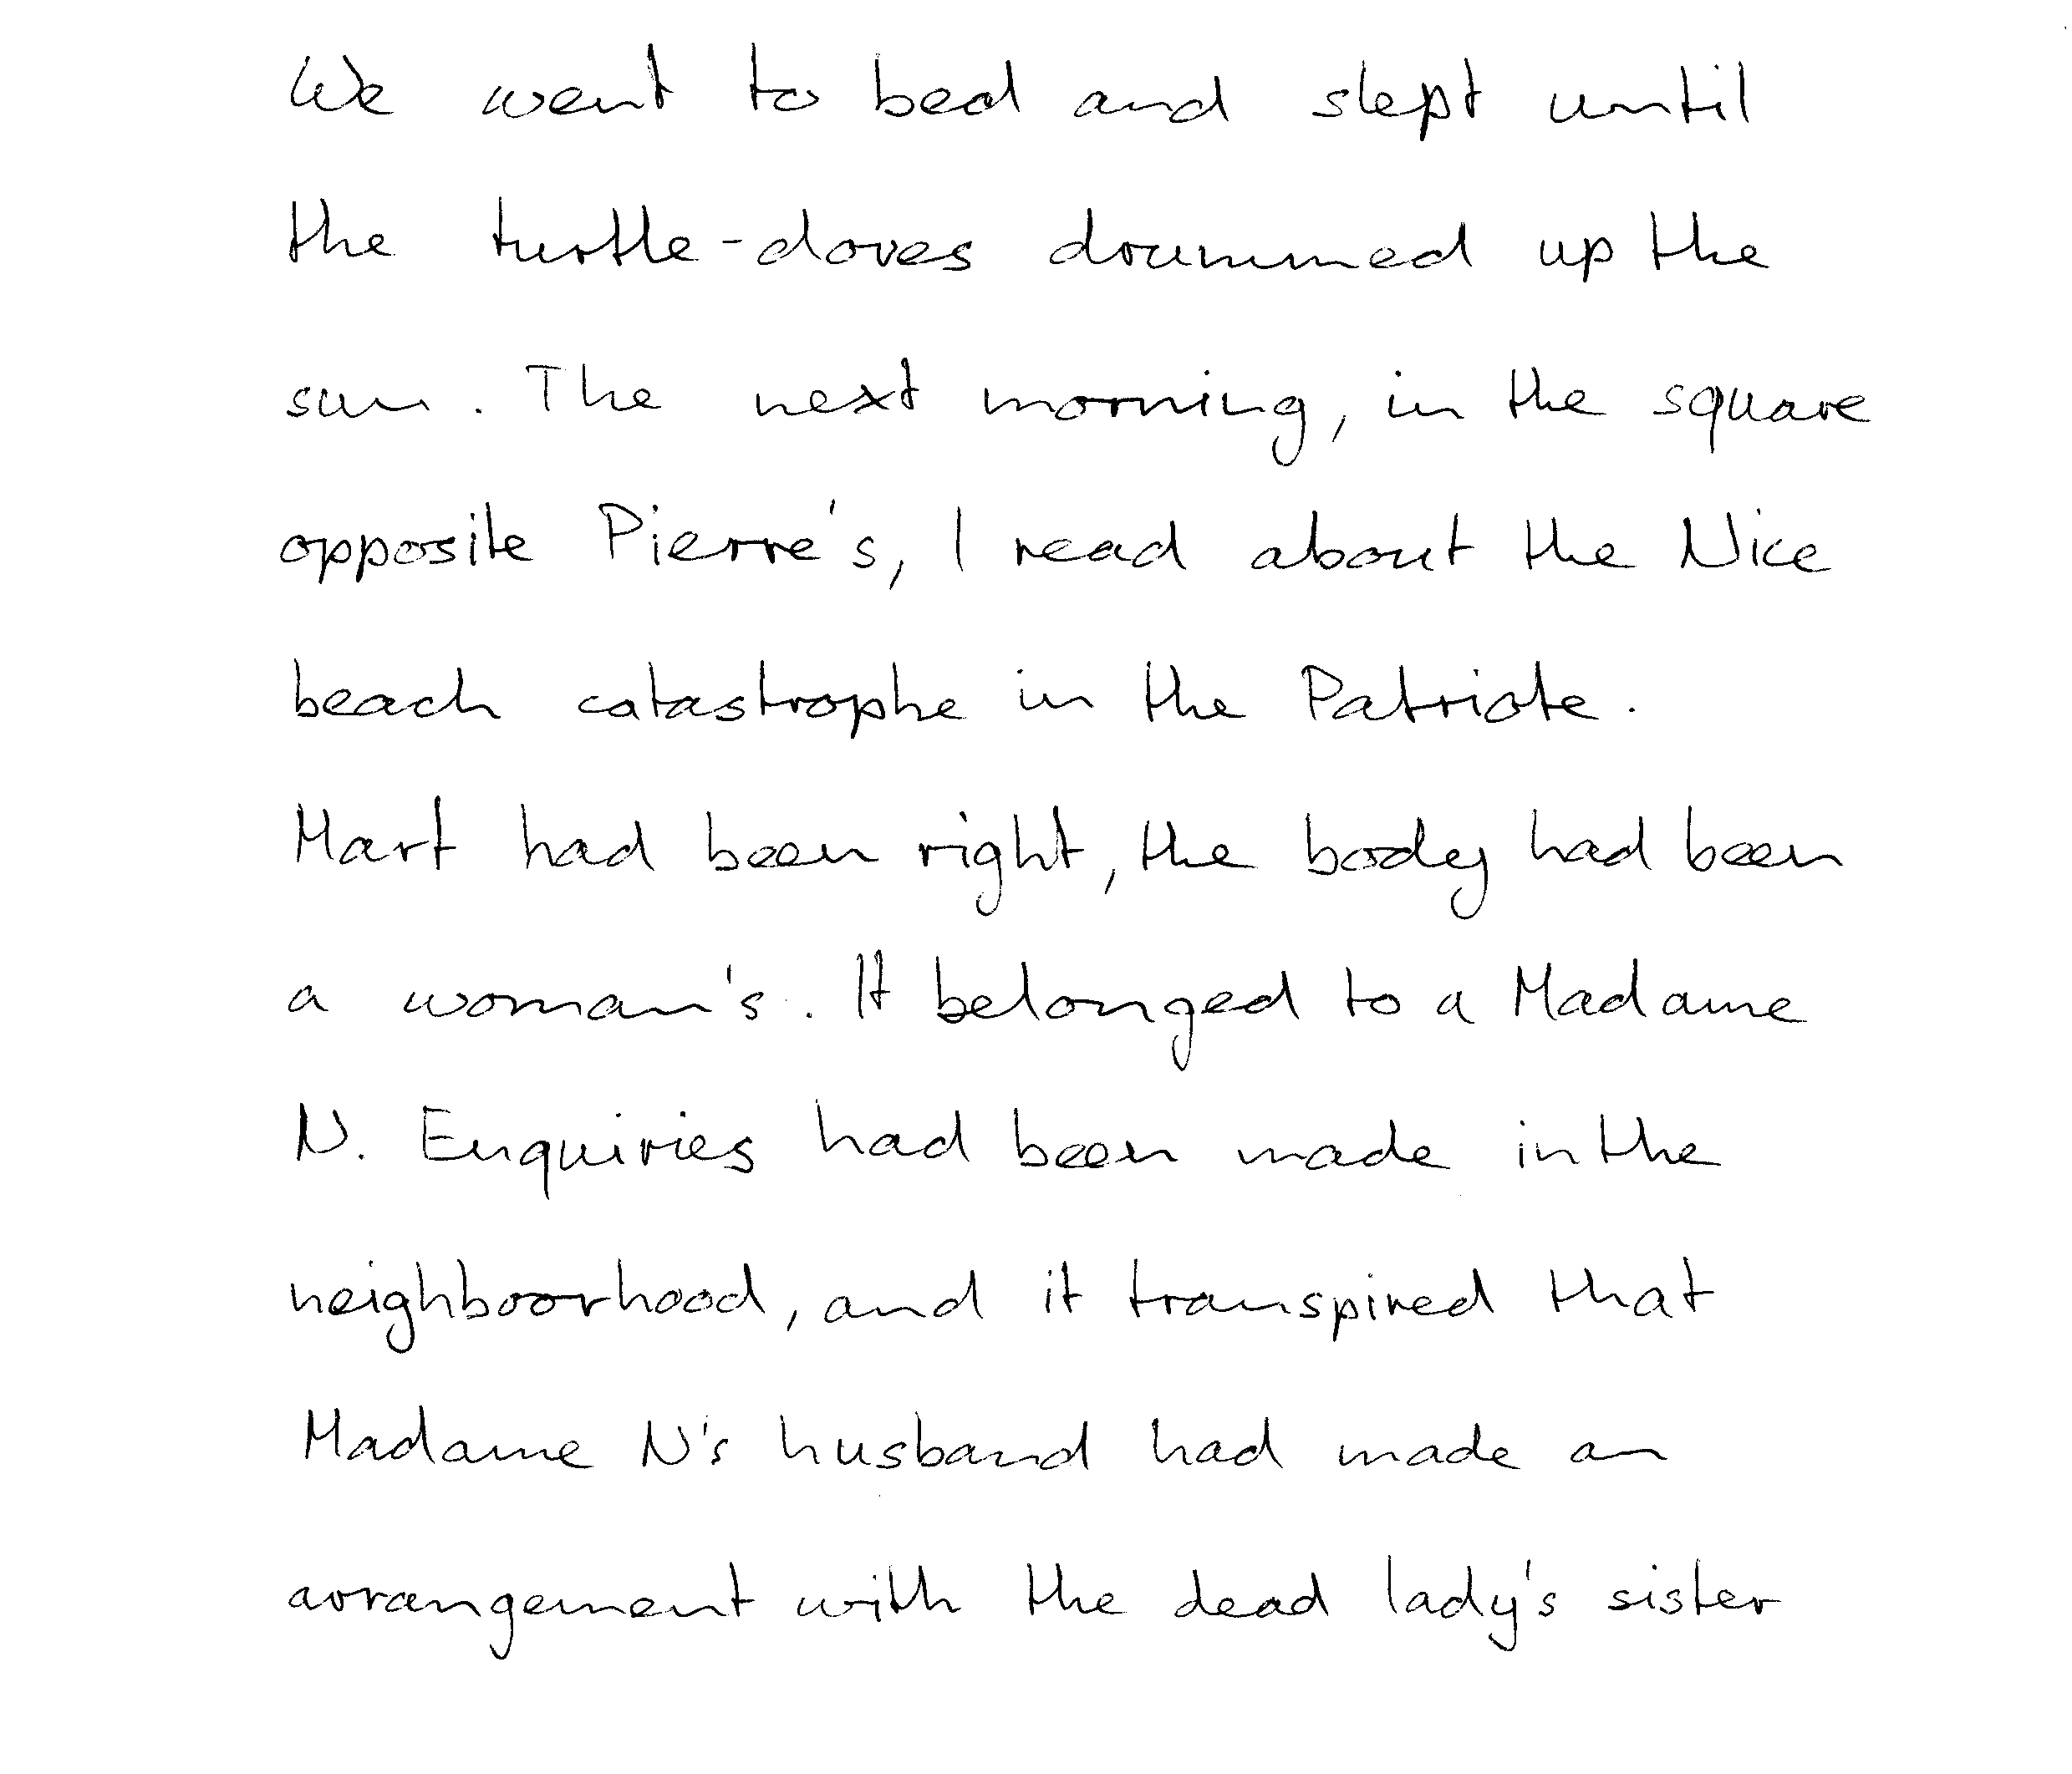 We went to bed and slept until
the turtle-doves drummed up the
sun. The next morning, in the square
opposite Pierre's, I read about the Nice
beach catastrophe in the Patriote.
Mart had been right, the body had been
a woman's. It belonged to a Madame
N. Enquiries had been made in the
neighboorhood, and it transpired that
Madame N's husband had made an
arrangement with the dead lady's sister